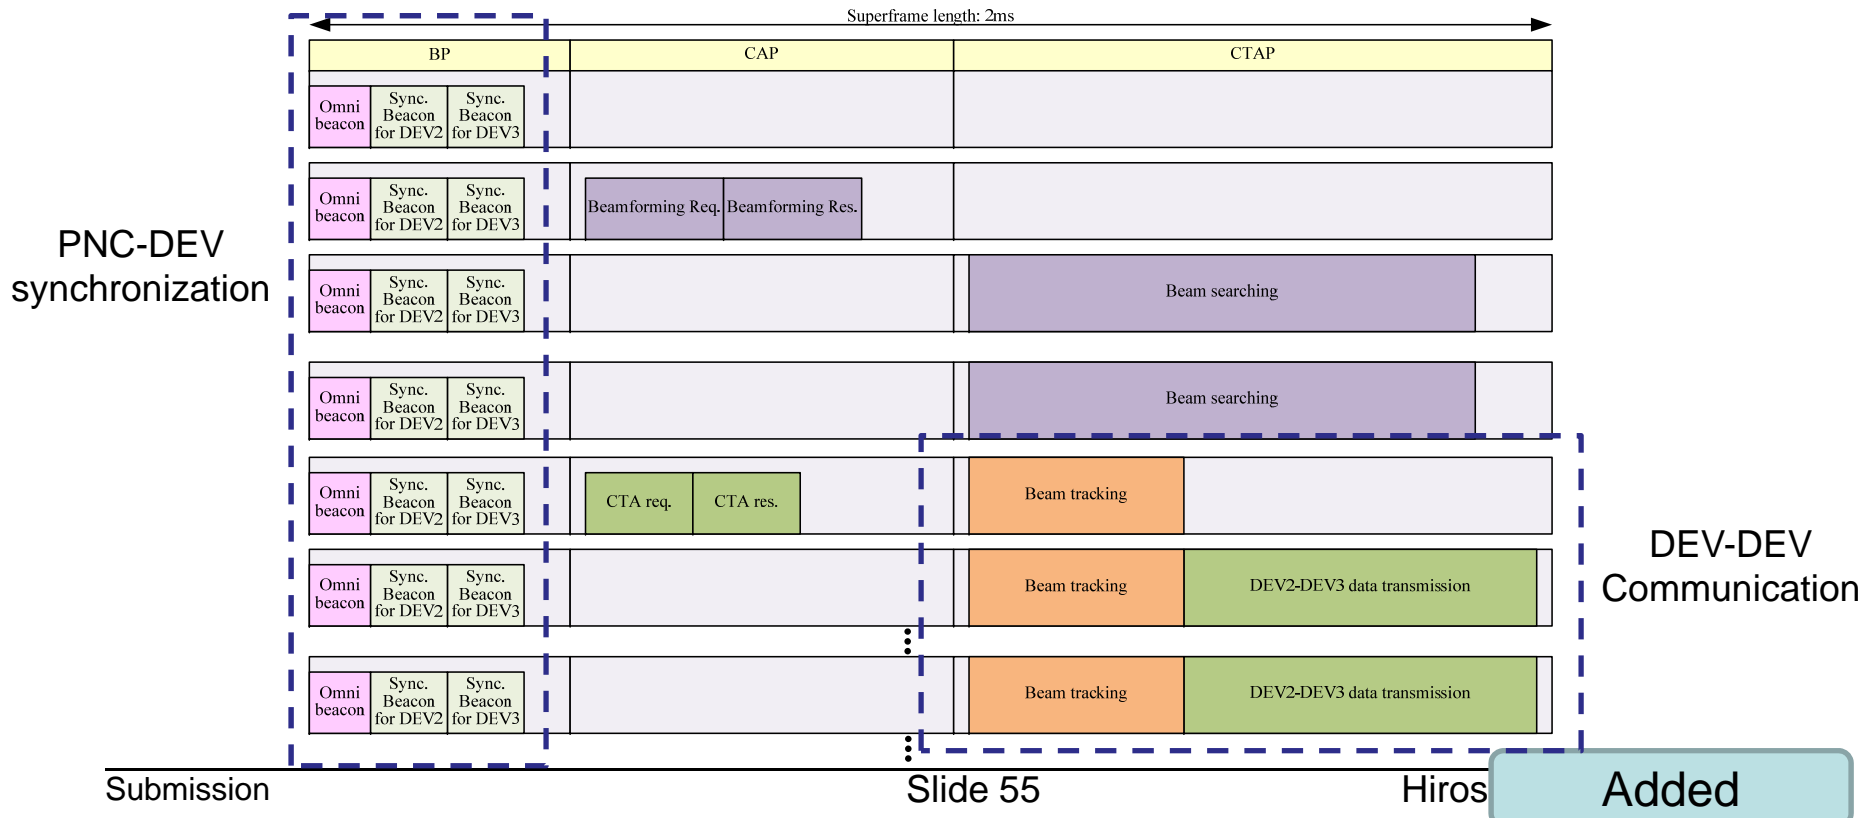 Superframe length: 2ms
BP CAP CTAP
Omni
beacon
Sync.
Beacon
for DEV2
Sync.
Beacon
for DEV3
Omni
beacon
Sync.
Beacon
for DEV2
Sync.
Beacon
for DEV3
Beamforming Req.
Beamforming Res.
PNC-DEV
synchronization
Omni
beacon
Sync.
Beacon
for DEV2
Sync.
Beacon
for DEV3
Beam searching
Omni
beacon
Sync.
Beacon
for DEV2
Sync.
Beacon
for DEV3
Beam searching
Omni
beacon
Sync.
Beacon
for DEV2
Sync.
Beacon
for DEV3
CTA req.
CTA res.
Beam tracking
Omni
beacon
Sync.
Beacon
for DEV2
Sync.
Beacon
for DEV3
Beam tracking
DEV2-DEV3 data transmission
DEV-DEV
Communication
Omni
beacon
Sync.
Beacon
for DEV2
Sync.
Beacon
for DEV3
Beam tracking
DEV2-DEV3 data transmission
Submission
Slide 55
Hiros
Added